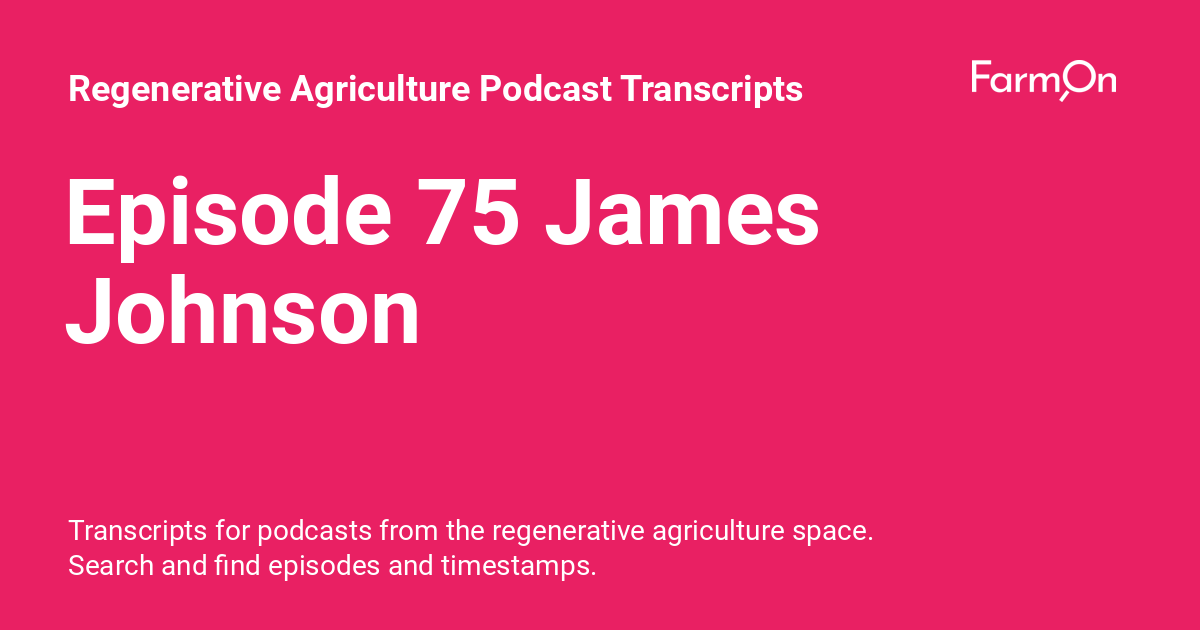 Regenerative Agriculture Podcast Transcripts
FarmOn
Episode 75 James
Johnson
Transcripts for podcasts from the regenerative agriculture space.
Search and find episodes and timestamps.